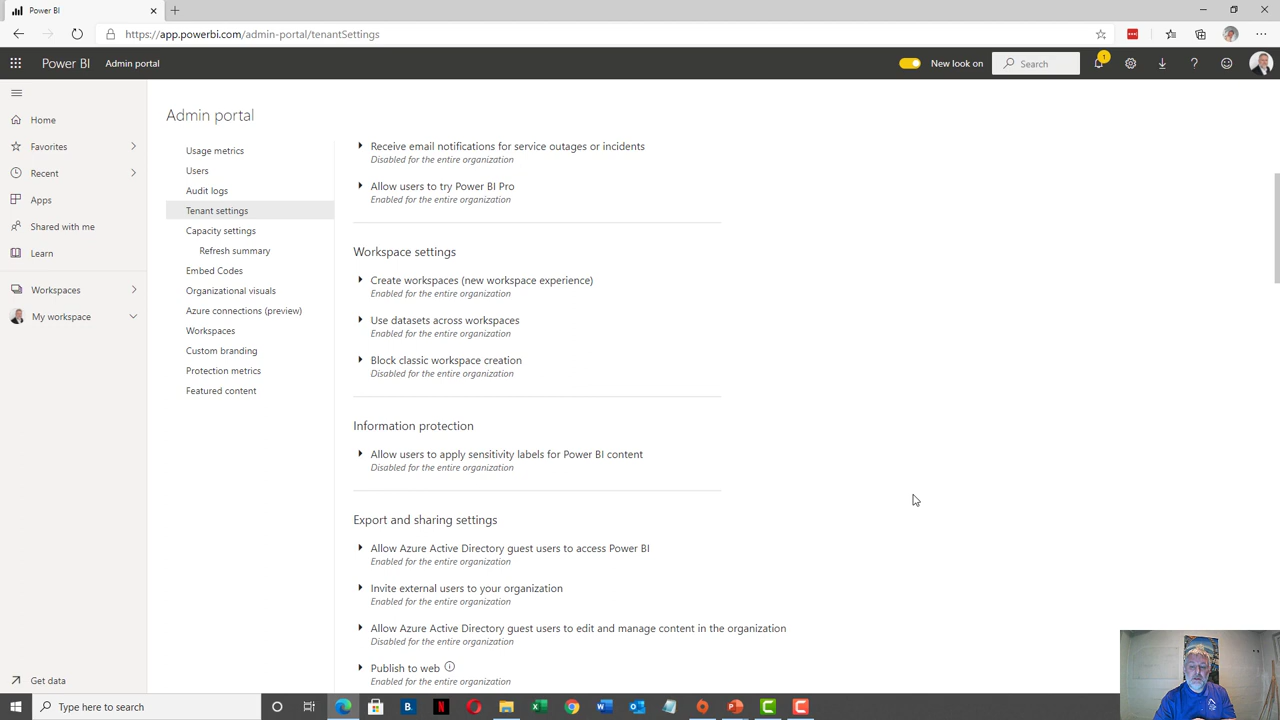 Power BI
https://app.powerbi.com/admin-portal/tenantSettings
Power BI Admin portal New look on Search 1
Home
Favorites
Recent
Apps
Shared with me
Learn
Workspaces
My workspace
Get data
Admin portal
Usage metrics
Users
Audit logs
Tenant settings
Capacity settings
Refresh summary
Embed Codes
Organizational visuals
Azure connections (preview)
Workspaces
Custom branding
Protection metrics
Featured content
Receive email notifications for service outages or incidents
Disabled for the entire organization
Allow users to try Power BI Pro
Enabled for the entire organization
Workspace settings
Create workspaces (new workspace experience)
Enabled for the entire organization
Use datasets across workspaces
Enabled for the entire organization
Block classic workspace creation
Disabled for the entire organization
Information protection
Allow users to apply sensitivity labels for Power BI content
Disabled for the entire organization
Export and sharing settings
Allow Azure Active Directory guest users to access Power BI
Enabled for the entire organization
Invite external users to your organization
Enabled for the entire organization
Allow Azure Active Directory guest users to edit and manage content in the organization
Disabled for the entire organization
Publish to web
Enabled for the entire organization
Type here to search